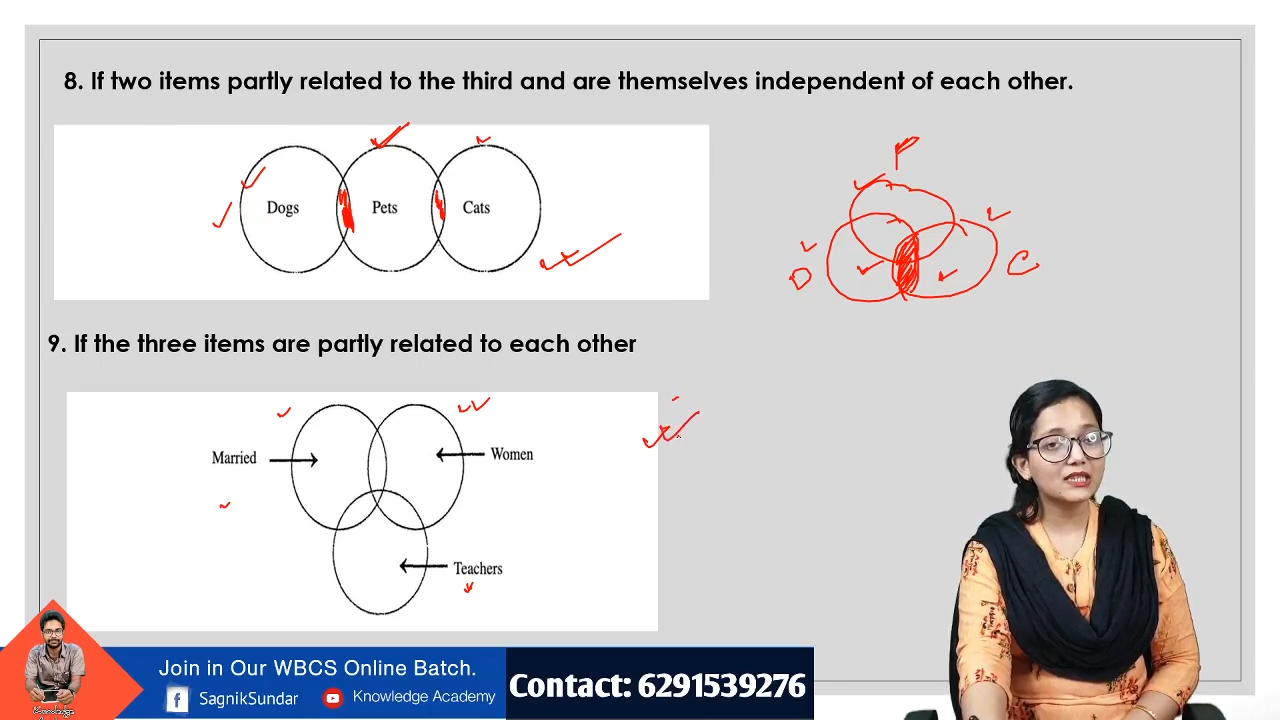 8. If two items partly related to the third and are themselves independent of each other.
Dogs
Pets
Cats
P
D
C
9. If the three items are partly related to each other
Married
Women
Teachers
Join in Our WBCS Online Batch.
SagnikSundar
Knowledge Academy
Contact: 6291539276